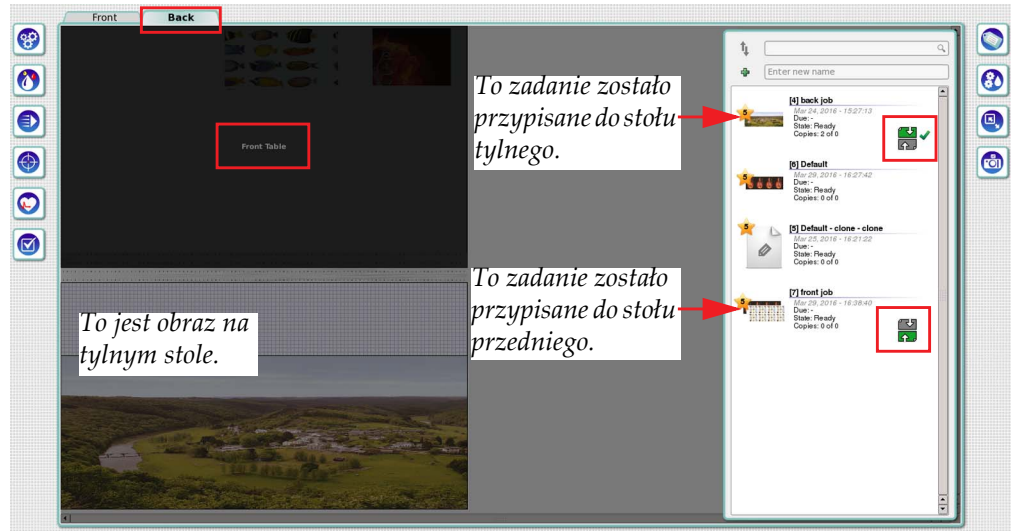 Front
Back
Front Table
To zadanie zostało
przypisane do stołu
tylnego.
To zadanie zostało
przypisane do stołu
przedniego.
To jest obraz na
tylnym stole.
Enter new name
[4] back job
Mar 24, 2016 - 15:27:13
Due: -
State: Ready
Copies: 2 of 0
5
[6] Default
Mar 29, 2016 - 16:27:42
Due: -
State: Ready
Copies: 0 of 0
5
[5] Default - clone - clone
Mar 25, 2016 - 16:21:22
Due: -
State: Ready
Copies: 0 of 0
5
[7] front job
Mar 29, 2016 - 16:38:40
Due: -
State: Ready
Copies: 0 of 0
5